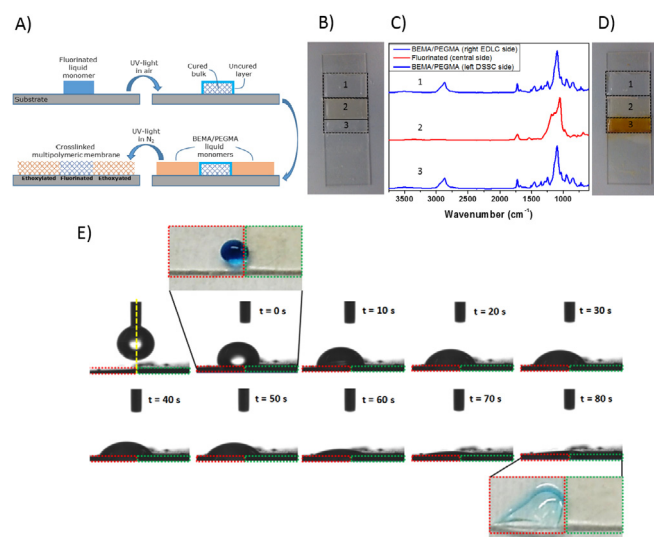 A)
Fluorinated
liquid
monomer
UV-light
in air
Cured
bulk
Uncured
layer
Substrate
UV-light
in N₂
Crosslinked
multipolymeric membrane
BEMA/PEGMA
liquid
monomers
Ethoxylated Fluorinated Ethoxyated
B)
1
2
3
C)
BEMA/PEGMA (right EDLC side)
Fluorinated (central side)
BEMA/PEGMA (left DSSC side)
1
2
3
3500 3000 2500 2000 1500 1000
Wavenumber (cm⁻¹)
D)
1
2
3
E)
t = 0 s
t = 10 s
t = 20 s
t = 30 s
t = 40 s
t = 50 s
t = 60 s
t = 70 s
t = 80 s